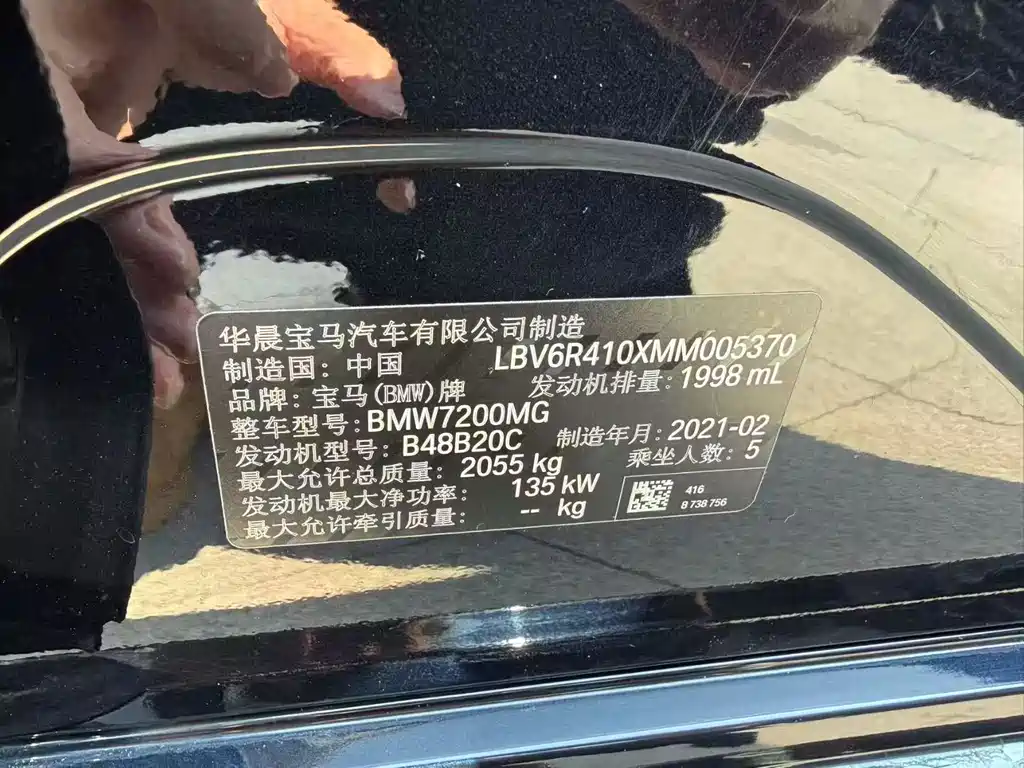 华晨宝马汽车有限公司制造
制造国：中国 LBV6R410XMM005370
品牌：宝马(BMW)牌 发动机排量：1998 mL
整车型号：BMW7200MG
发动机型号：B48B20C 制造年月：2021-02
最大允许总质量：2055 kg 乘坐人数：5
发动机最大净功率：135 kW
最大允许牵引质量：-- kg
416
8 738 756